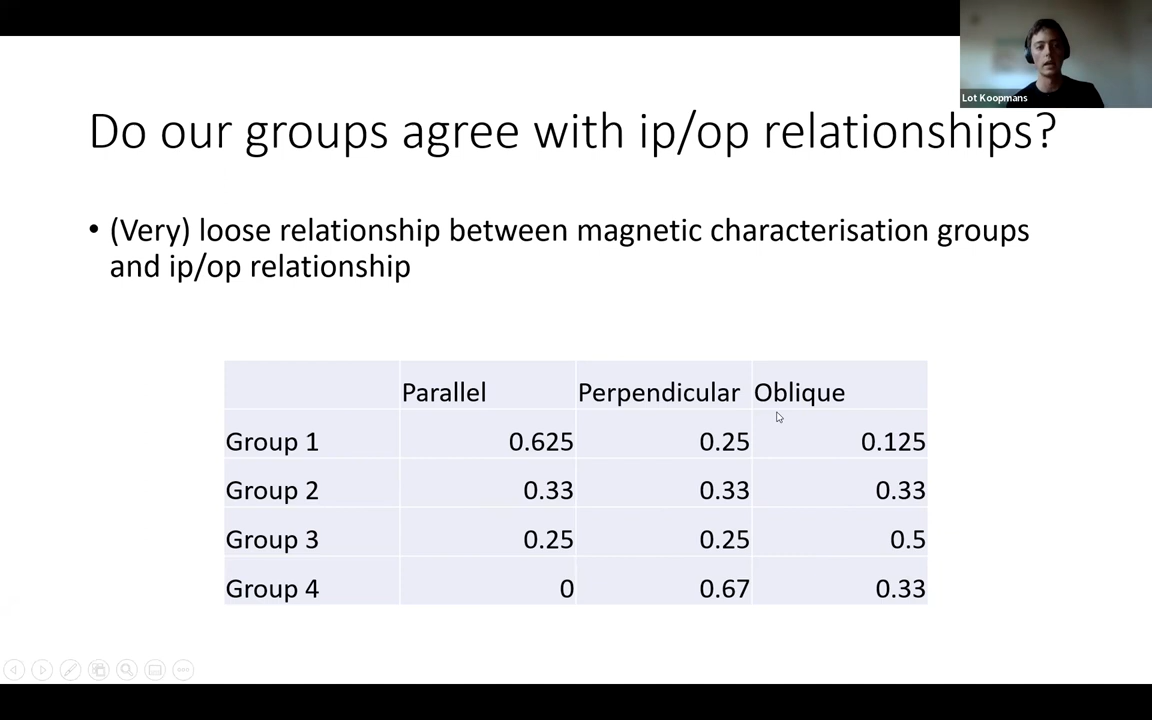 Lot Koopmans
Do our groups agree with ip/op relationships?
• (Very) loose relationship between magnetic characterisation groups
and ip/op relationship
Parallel Perpendicular Oblique
Group 1 0.625 0.25 0.125
Group 2 0.33 0.33 0.33
Group 3 0.25 0.25 0.5
Group 4 0 0.67 0.33